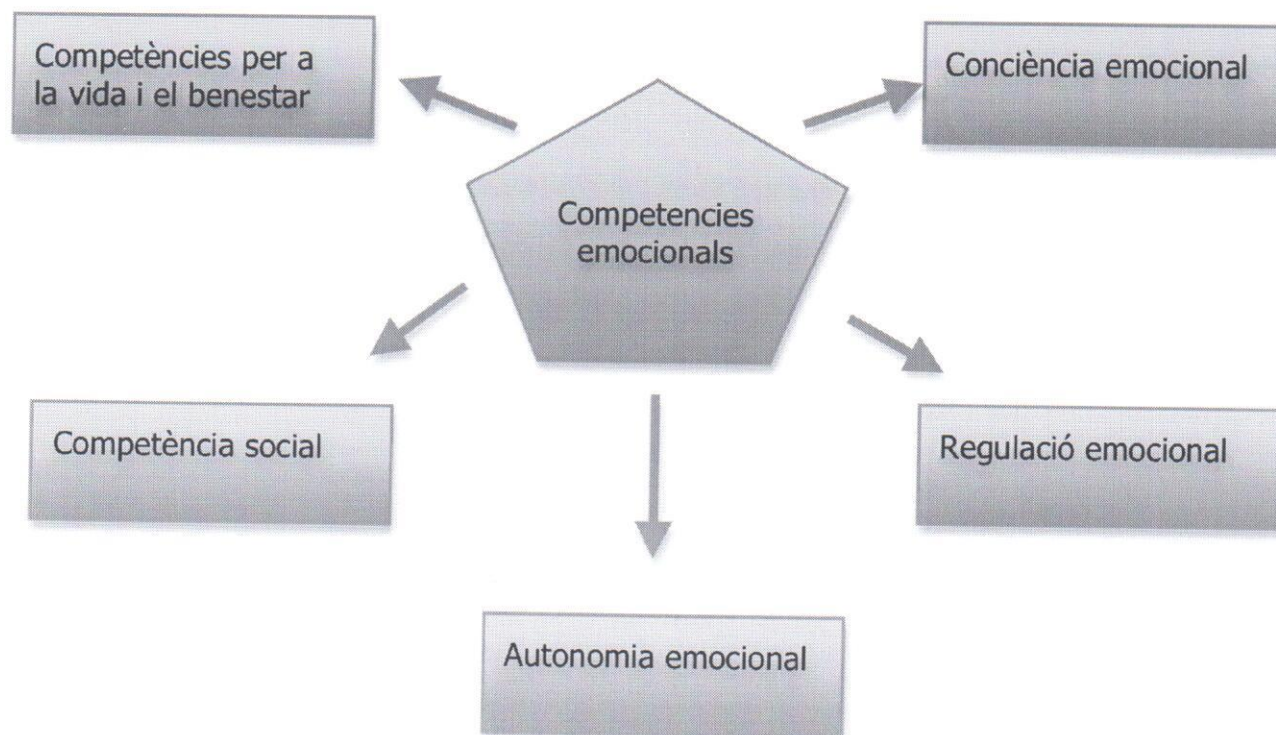 Competències per a
la vida i el benestar
Conciència emocional
Competencies
emocionals
Competència social
Regulació emocional
Autonomia emocional